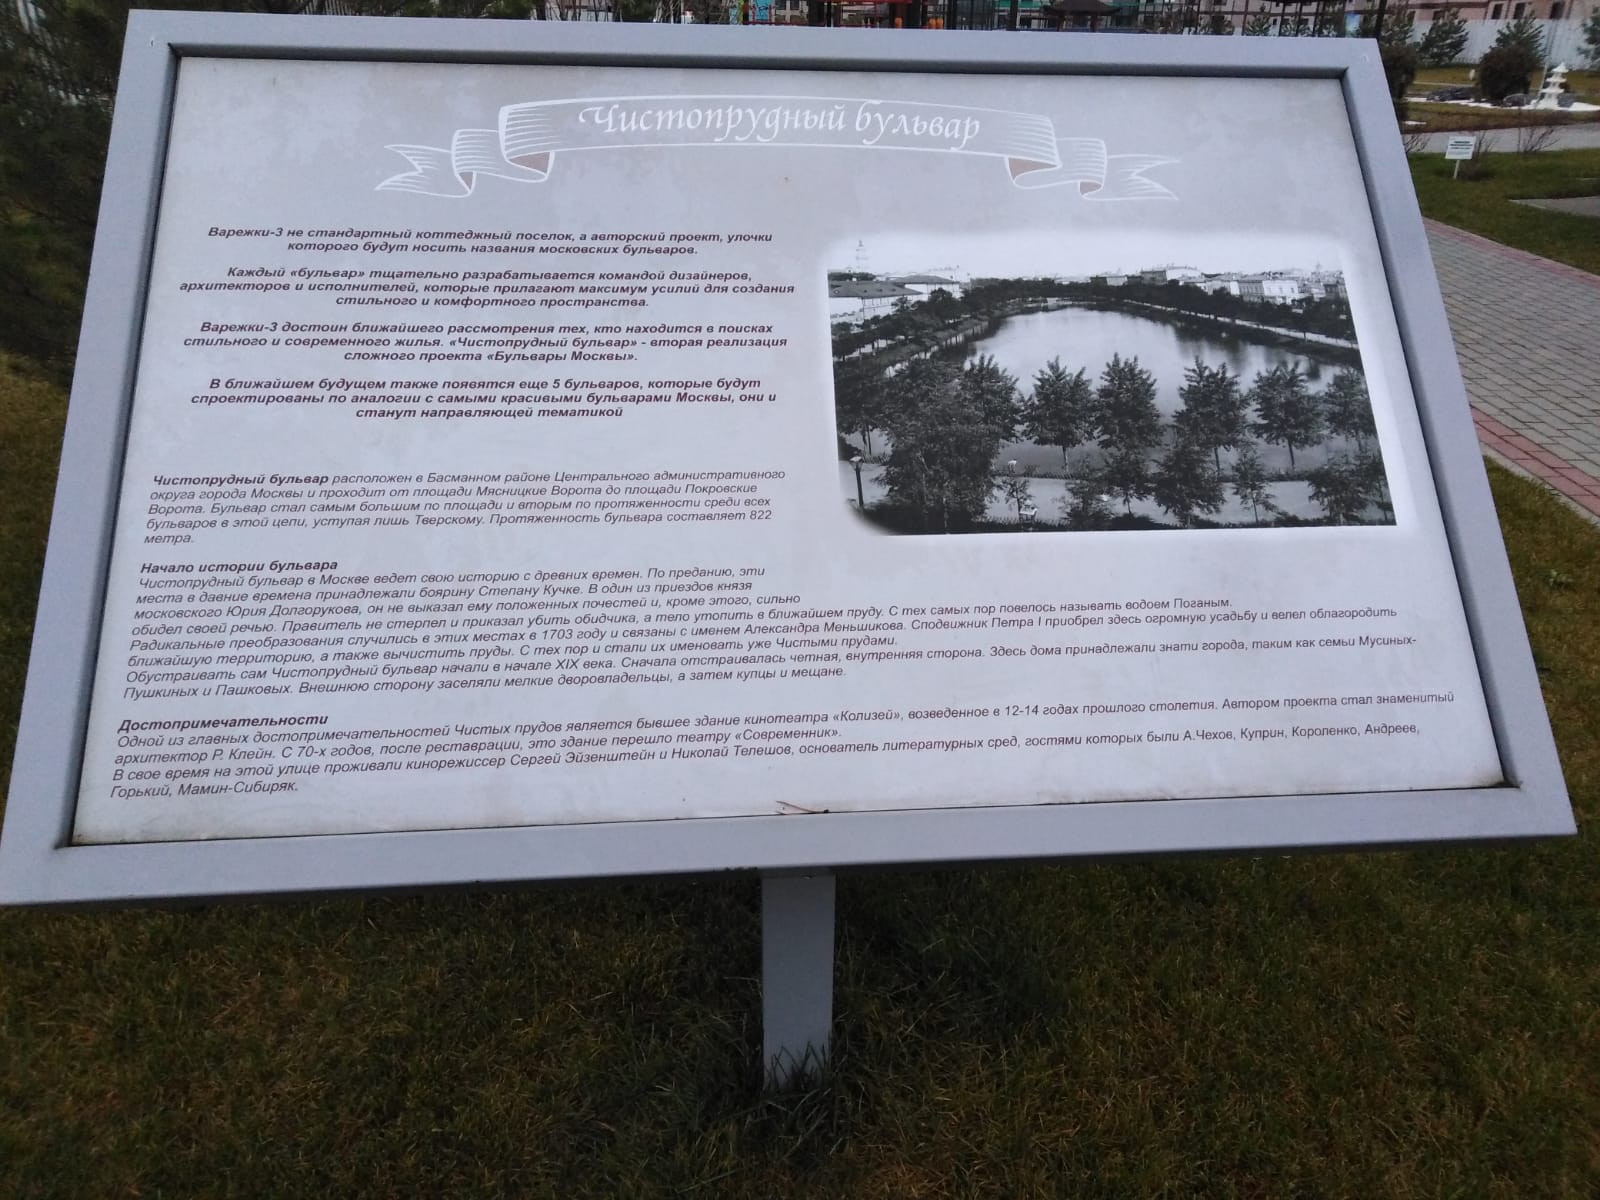 Чистопрудный бульвар
Варежки-3 не стандартный коттеджный поселок, а авторский проект, улочки
которого будут носить названия московских бульваров.
Каждый «бульвар» тщательно разрабатывается командой дизайнеров,
архитекторов и исполнителей, которые прилагают максимум усилий для создания
стильного и комфортного пространства.
Варежки-3 достоин ближайшего рассмотрения тех, кто находится в поисках
стильного и современного жилья. «Чистопрудный бульвар» - вторая реализация
сложного проекта «Бульвары Москвы».
В ближайшем будущем также появятся еще 5 бульваров, которые будут
спроектированы по аналогии с самыми красивыми бульварами Москвы, они и
станут направляющей тематикой
Чистопрудный бульвар расположен в Басманном районе Центрального административного
округа города Москвы и проходит от площади Мясницкие Ворота до площади Покровские
Ворота. Бульвар стал самым большим по площади и вторым по протяженности среди всех
бульваров в этой цепи, уступая лишь Тверскому. Протяженность бульвара составляет 822
метра.
Начало истории бульвара
Чистопрудный бульвар в Москве ведет свою историю с древних времен. По преданию, эти
места в давние времена принадлежали боярину Степану Кучке. В один из приездов князя
московского Юрия Долгорукова, он не выказал ему положенных почестей и, кроме этого, сильно
обидел своей речью. Правитель не стерпел и приказал убить обидчика, а тело утопить в ближайшем пруду. С тех самых пор повелось называть водоем Поганым.
Радикальные преобразования случились в этих местах в 1703 году и связаны с именем Александра Меньшикова. Сподвижник Петра I приобрел здесь огромную усадьбу и велел облагородить
ближайшую территорию, а также вычистить пруды. С тех пор и стали их именовать уже Чистыми прудами.
Обустраивать сам Чистопрудный бульвар начали в начале XIX века. Сначала отстраивалась четная, внутренняя сторона. Здесь дома принадлежали знати города, таким как семьи Мусиных-
Пушкиных и Пашковых. Внешнюю сторону заселяли мелкие дворовладельцы, а затем купцы и мещане.
Достопримечательности
Одной из главных достопримечательностей Чистых прудов является бывшее здание кинотеатра «Колизей», возведенное в 12-14 годах прошлого столетия. Автором проекта стал знаменитый
архитектор Р. Клейн. С 70-х годов, после реставрации, это здание перешло театру «Современник».
В свое время на этой улице проживали кинорежиссер Сергей Эйзенштейн и Николай Телешов, основатель литературных сред, гостями которых были А.Чехов, Куприн, Короленко, Андреев,
Горький, Мамин-Сибиряк.